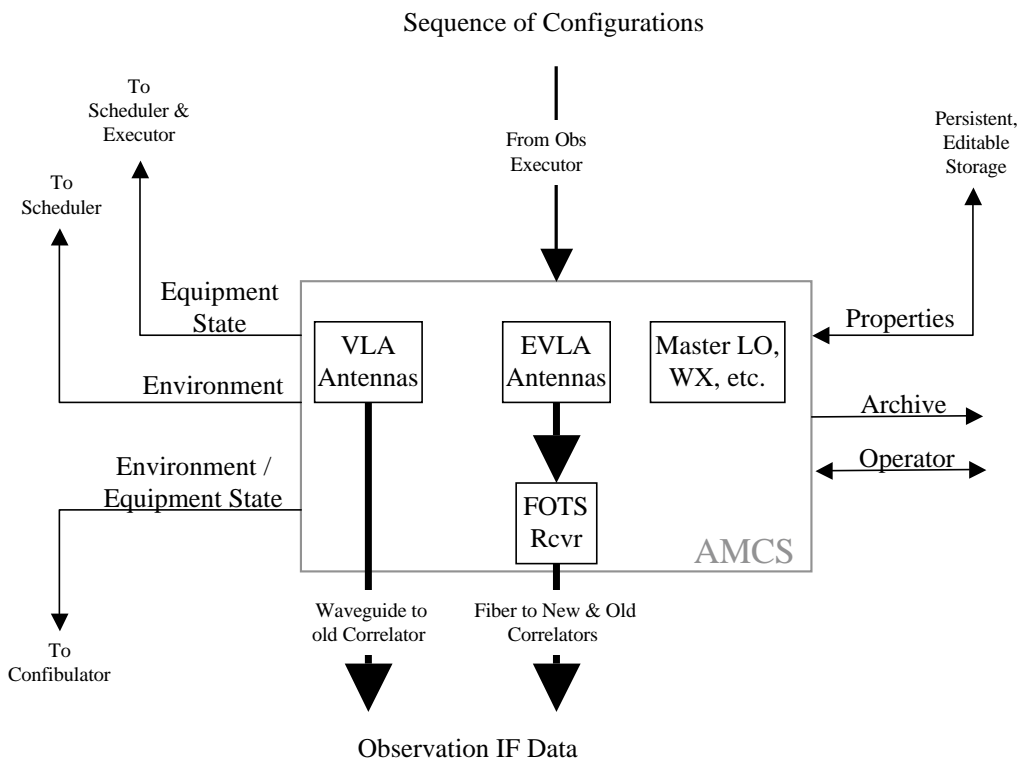 Sequence of Configurations
To
Scheduler &
Executor
From Obs
Executor
Persistent,
Editable
Storage
To
Scheduler
Equipment
State
Properties
VLA
Antennas
EVLA
Antennas
Master LO,
WX, etc.
Environment
Archive
Environment /
Equipment State
Operator
FOTS
Rcvr
AMCS
Waveguide to
old Correlator
Fiber to New & Old
Correlators
To
Confibulator
Observation IF Data